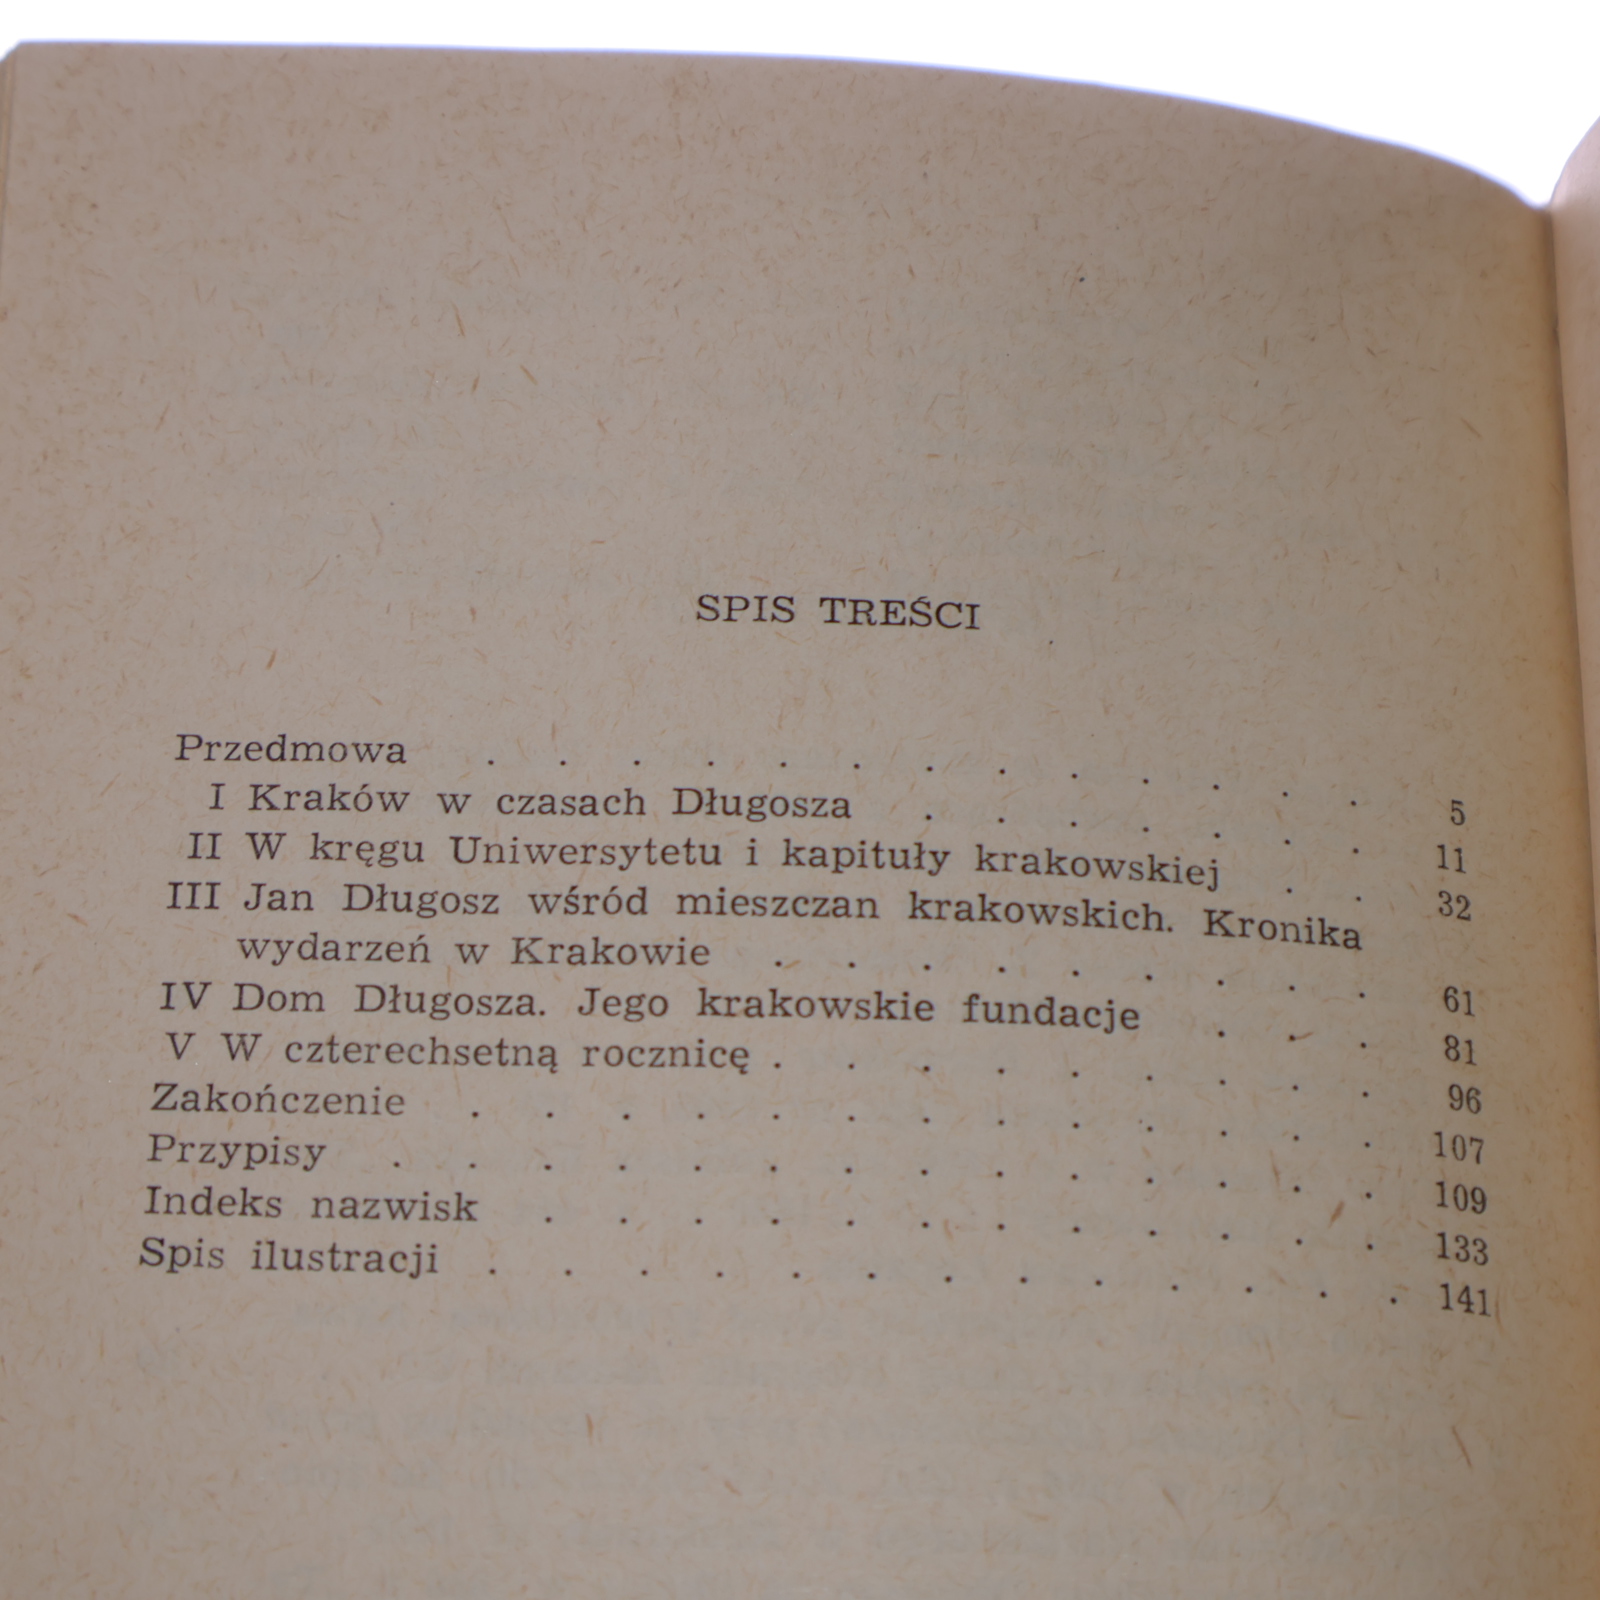 SPIS TREŚCI
Przedmowa . . . . . . . . . . . . . 5
I Kraków w czasach Długosza . . . . . . . 11
II W kręgu Uniwersytetu i kapituły krakowskiej . . 32
III Jan Długosz wśród mieszczan krakowskich. Kronika
wydarzeń w Krakowie . . . . . . . . . 61
IV Dom Długosza. Jego krakowskie fundacje . . . 81
V W czterechsetną rocznicę . . . . . . . . . 96
Zakończenie . . . . . . . . . . . . . 107
Przypisy . . . . . . . . . . . . . . 109
Indeks nazwisk . . . . . . . . . . . . 133
Spis ilustracji . . . . . . . . . . . . . 141